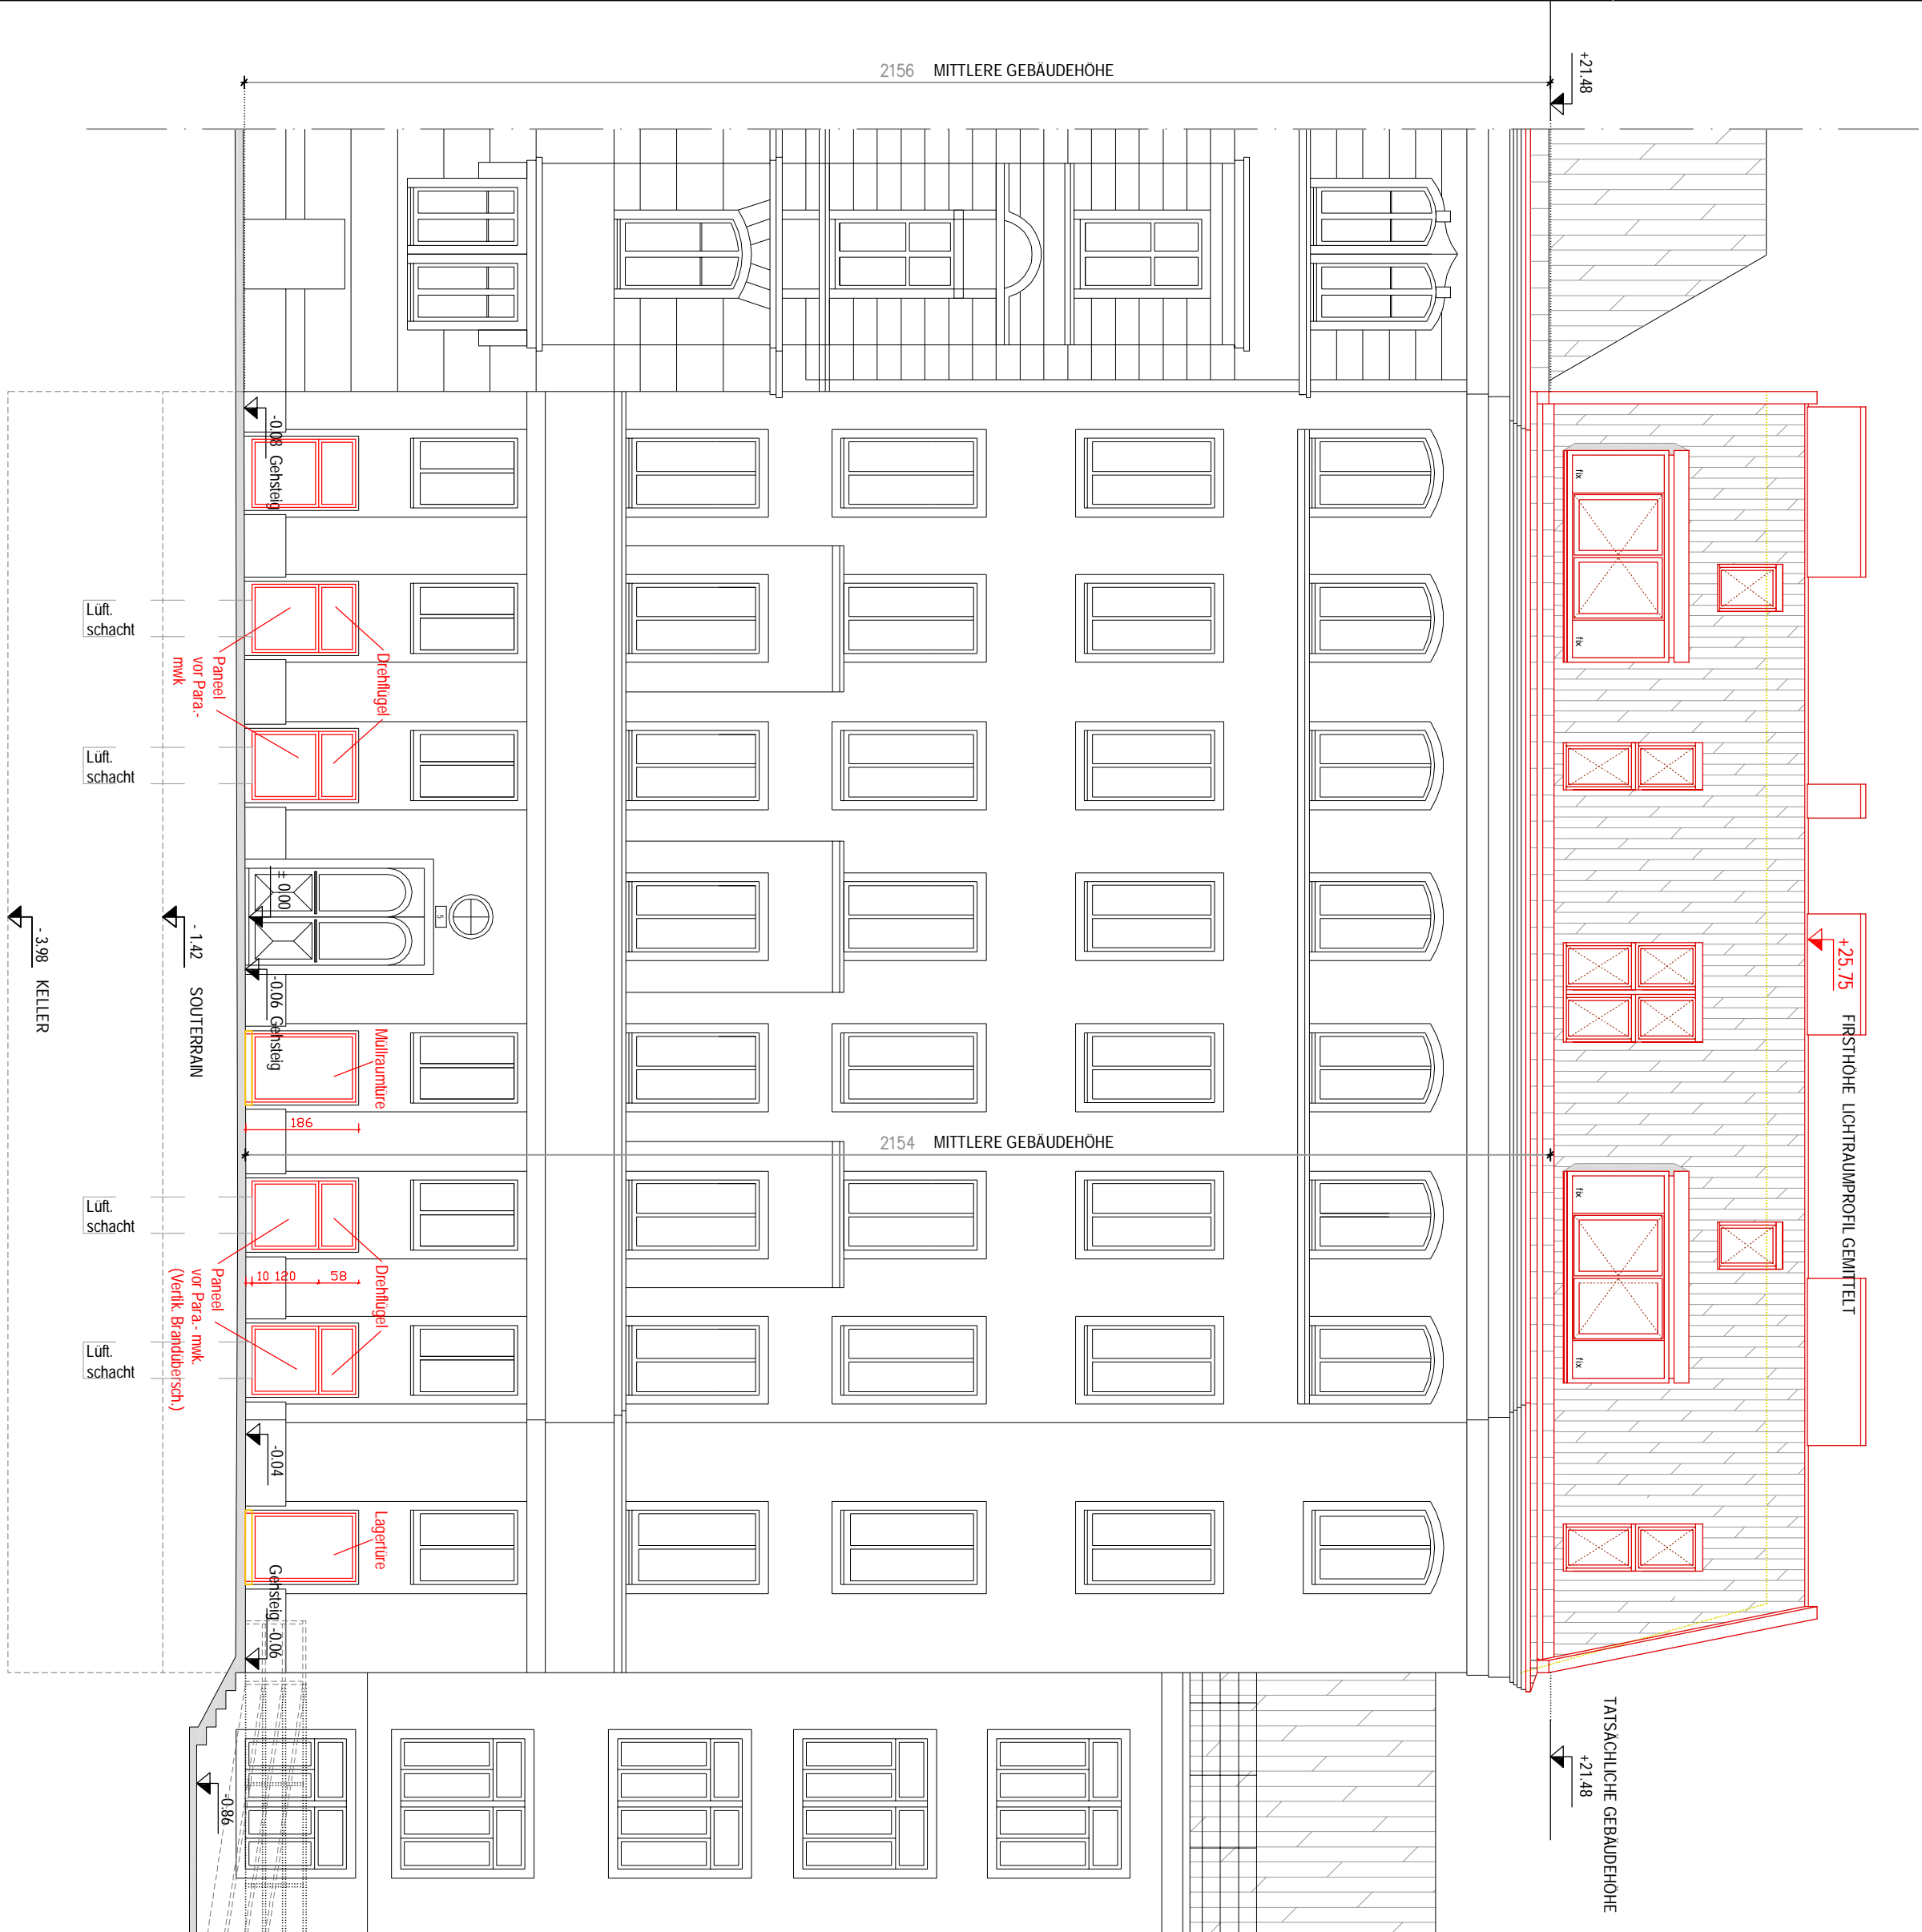 +21.48
2156 MITTLERE GEBÄUDEHÖHE
-0.08 Gehsteig
fix
fix
Lüft.
schacht
Paneel
vor Para.-
mwk
Drehflügel
Lüft.
schacht
± 0.00
5
-0.06 Gehsteig
- 3.98 KELLER
- 1.42 SOUTERRAIN
+25.75 FIRSTHÖHE LICHTRAUMPROFIL GEMITTELT
Müllraumtüre
186
2154 MITTLERE GEBÄUDEHÖHE
Lüft.
schacht
10 120 58
Paneel
vor Para.- mwk.
(Vertik. Brandübersch.)
Drehflügel
fix
fix
Lüft.
schacht
-0.04
Lagertüre
Gehsteig -0.06
TATSÄCHLICHE GEBÄUDEHÖHE
+21.48
-0.86